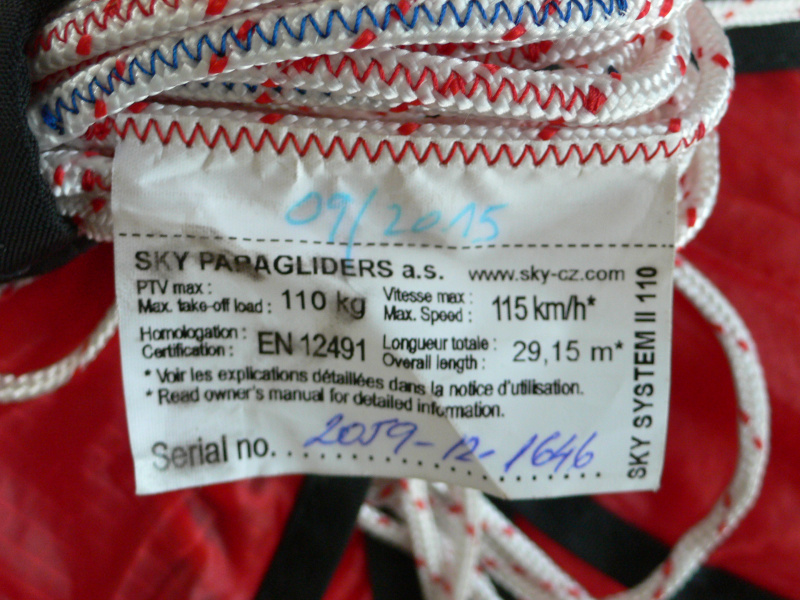 09/2015
SKY PARAGLIDERS a.s. www.sky-cz.com
PTV max :
Max. take-off load : 110 kg
Vitesse max :
Max. Speed : 115 km/h*
Homologation :
Certification : EN 12491
Longueur totale :
Overall length : 29,15 m*
* Voir les explications détaillées dans la notice d'utilisation.
* Read owner's manual for detailed information.
Serial no. 2059-12-1646
SKY SYSTEM II 110